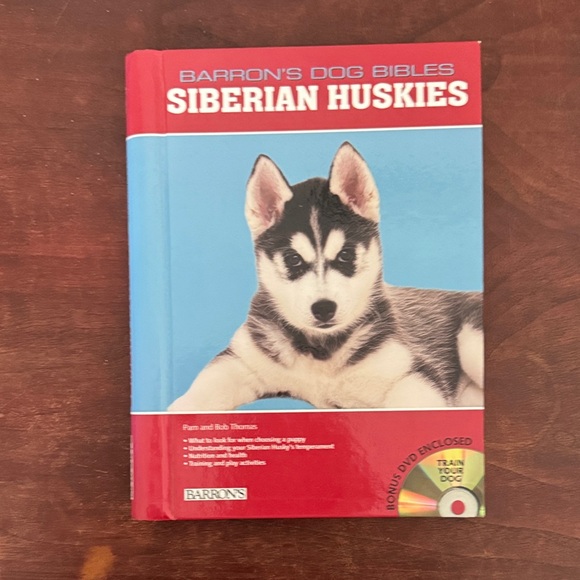 BARRON'S DOG BIBLES
SIBERIAN HUSKIES
Pam and Bob Thomas
• What to look for when choosing a puppy
• Understanding your Siberian Husky's temperament
• Nutrition and health
• Training and play activities
BARRON'S
BONUS DVD ENCLOSED
TRAIN
YOUR
DOG